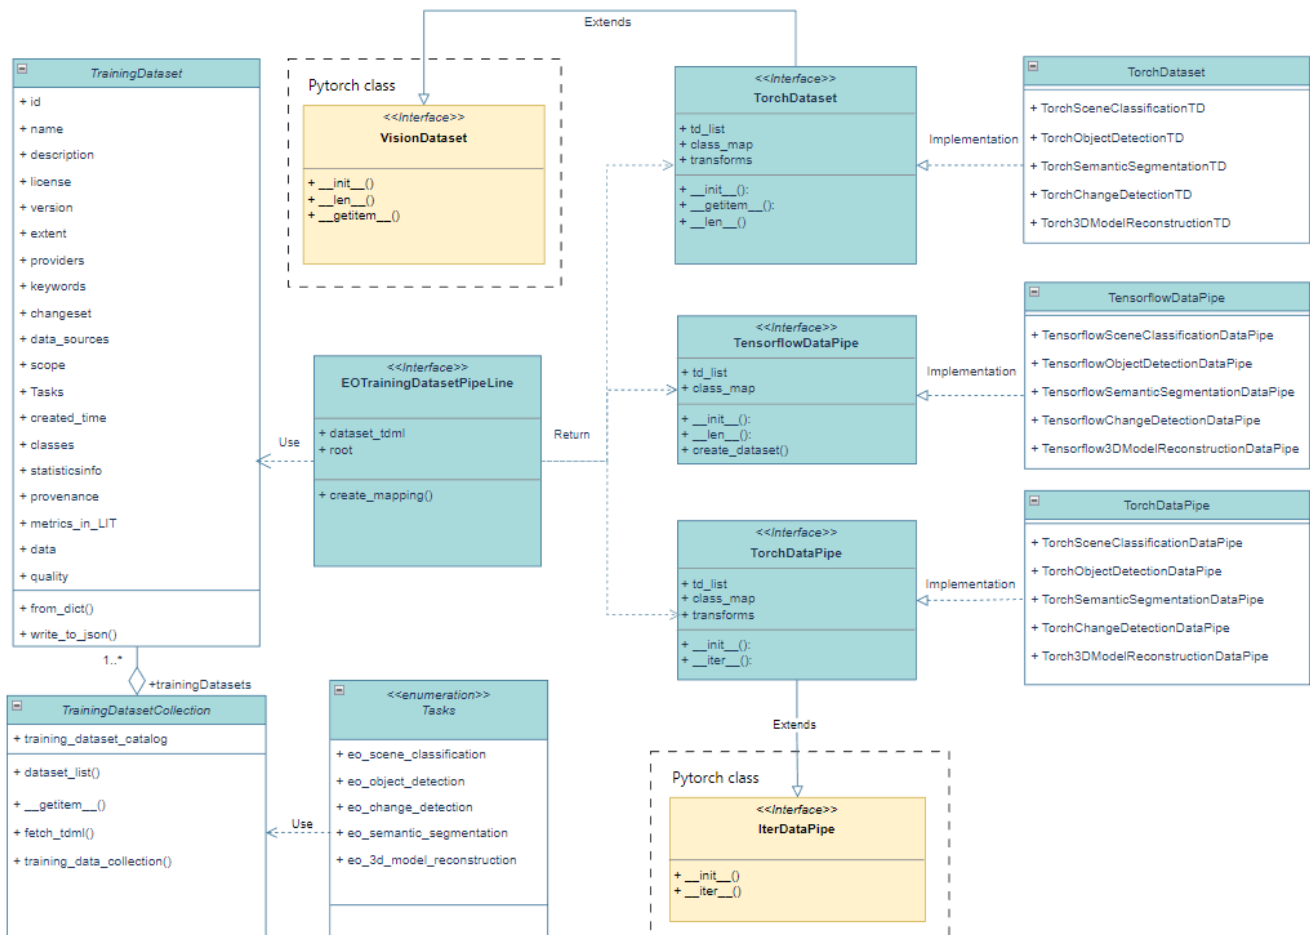 Extends
TrainingDataset
+ id
+ name
+ description
+ license
+ version
+ extent
+ providers
+ keywords
+ changeset
+ data_sources
+ scope
+ Tasks
+ created_time
+ classes
+ statisticsinfo
+ provenance
+ metrics_in_LIT
+ data
+ quality
+ from_dict()
+ write_to_json()
1..*
+trainingDatasets
TrainingDatasetCollection
+ training_dataset_catalog
+ dataset_list()
+ __getitem__()
+ fetch_tdml()
+ training_data_collection()
Pytorch class
<<Interface>>
VisionDataset
+ __init__()
+ __len__()
+ __getitem__()
<<Interface>>
EOTrainingDatasetPipeLine
+ dataset_tdml
+ root
+ create_mapping()
Use
Return
<<enumeration>>
Tasks
+ eo_scene_classification
+ eo_object_detection
+ eo_change_detection
+ eo_semantic_segmentation
+ eo_3d_model_reconstruction
Use
<<Interface>>
TorchDataset
+ td_list
+ class_map
+ transforms
+ __init__():
+ __getitem__():
+ __len__()
Implementation
TorchDataset
+ TorchSceneClassificationTD
+ TorchObjectDetectionTD
+ TorchSemanticSegmentationTD
+ TorchChangeDetectionTD
+ Torch3DModelReconstructionTD
<<Interface>>
TensorflowDataPipe
+ td_list
+ class_map
+ __init__():
+ __len__():
+ create_dataset()
Implementation
TensorflowDataPipe
+ TensorflowSceneClassificationDataPipe
+ TensorflowObjectDetectionDataPipe
+ TensorflowSemanticSegmentationDataPipe
+ TensorflowChangeDetectionDataPipe
+ Tensorflow3DModelReconstructionDataPipe
<<Interface>>
TorchDataPipe
+ td_list
+ class_map
+ transforms
+ __init__():
+ __iter__():
Implementation
TorchDataPipe
+ TorchSceneClassificationDataPipe
+ TorchObjectDetectionDataPipe
+ TorchSemanticSegmentationDataPipe
+ TorchChangeDetectionDataPipe
+ Torch3DModelReconstructionDataPipe
Extends
Pytorch class
<<Interface>>
IterDataPipe
+ __init__()
+ __iter__()